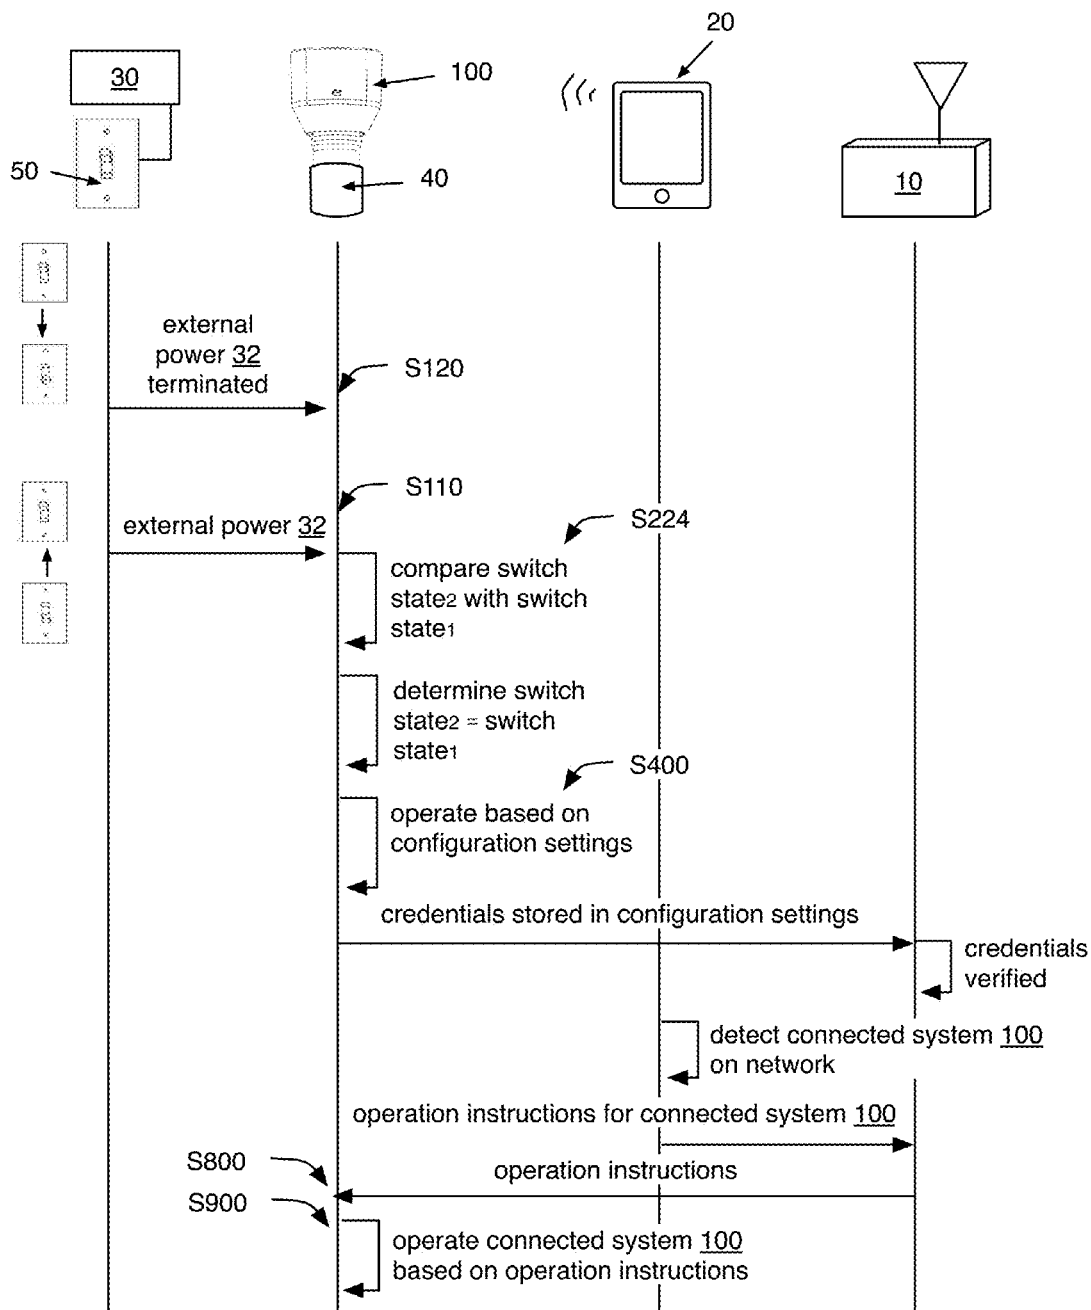 20
30
100
50
40
10
external
power 32
terminated
S120
S110
external power 32
S224
compare switch
state2 with switch
state1
determine switch
state2 = switch
state1
S400
operate based on
configuration settings
credentials stored in configuration settings
credentials
verified
detect connected system 100
on network
operation instructions for connected system 100
S800
operation instructions
S900
operate connected system 100
based on operation instructions